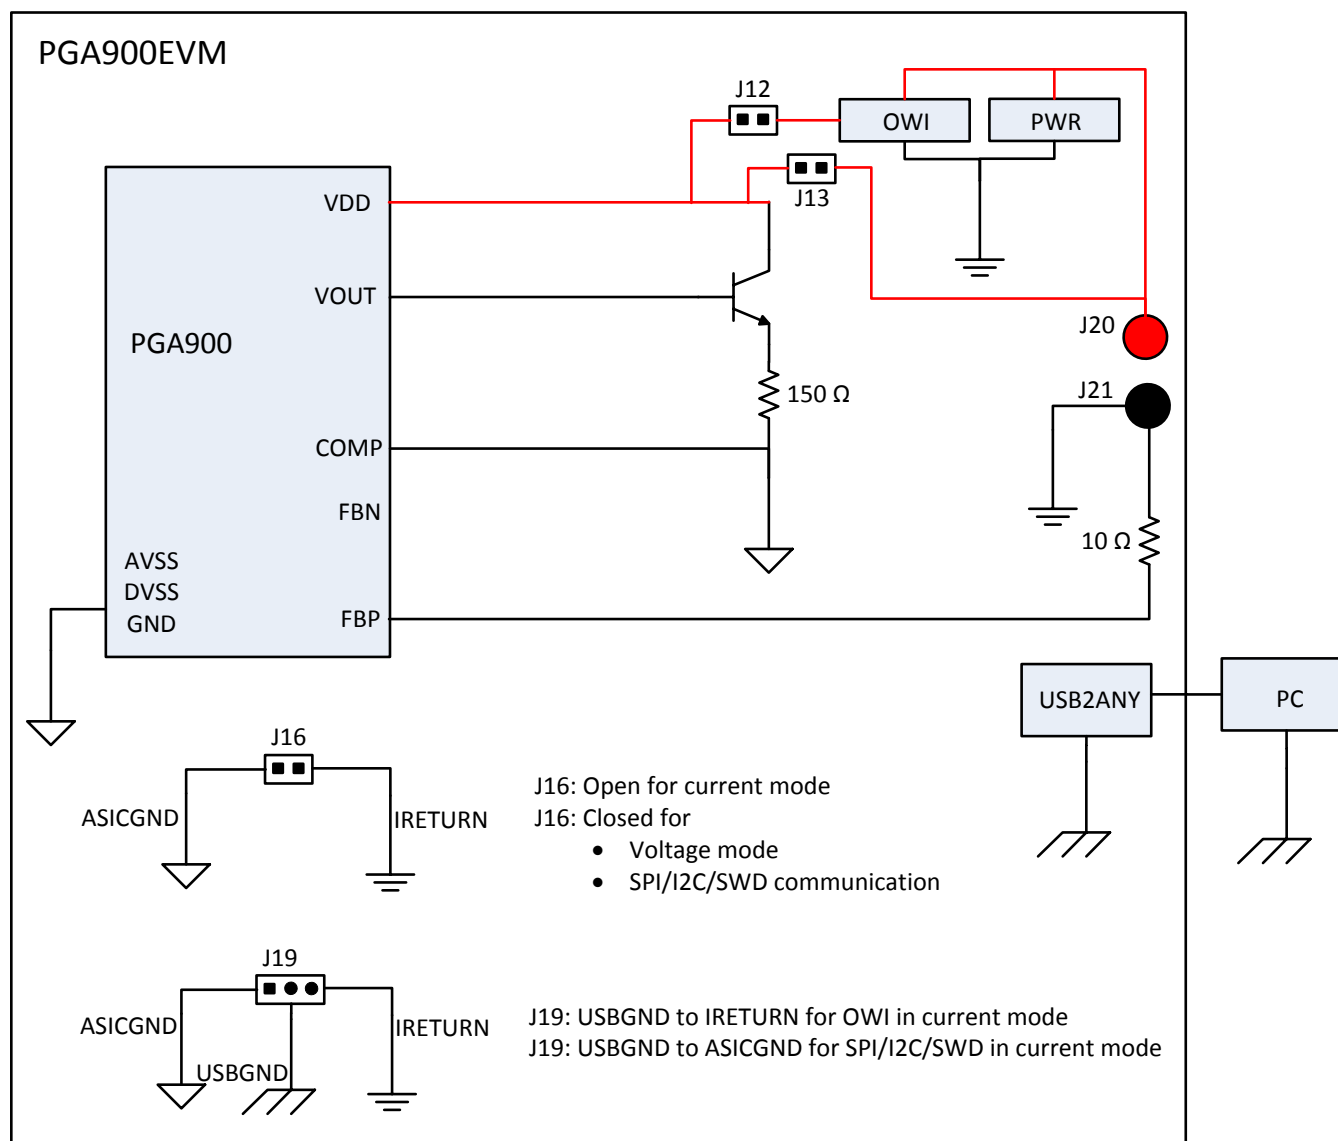 PGA900EVM
J12
OWI
PWR
J13
VDD
VOUT
PGA900
J20
J21
150 Ω
COMP
FBN
10 Ω
AVSS
DVSS
GND
FBP
USB2ANY
PC
J16
ASICGND
IRETURN
J16: Open for current mode
J16: Closed for
• Voltage mode
• SPI/I2C/SWD communication
J19
ASICGND
IRETURN
USBGND
J19: USBGND to IRETURN for OWI in current mode
J19: USBGND to ASICGND for SPI/I2C/SWD in current mode